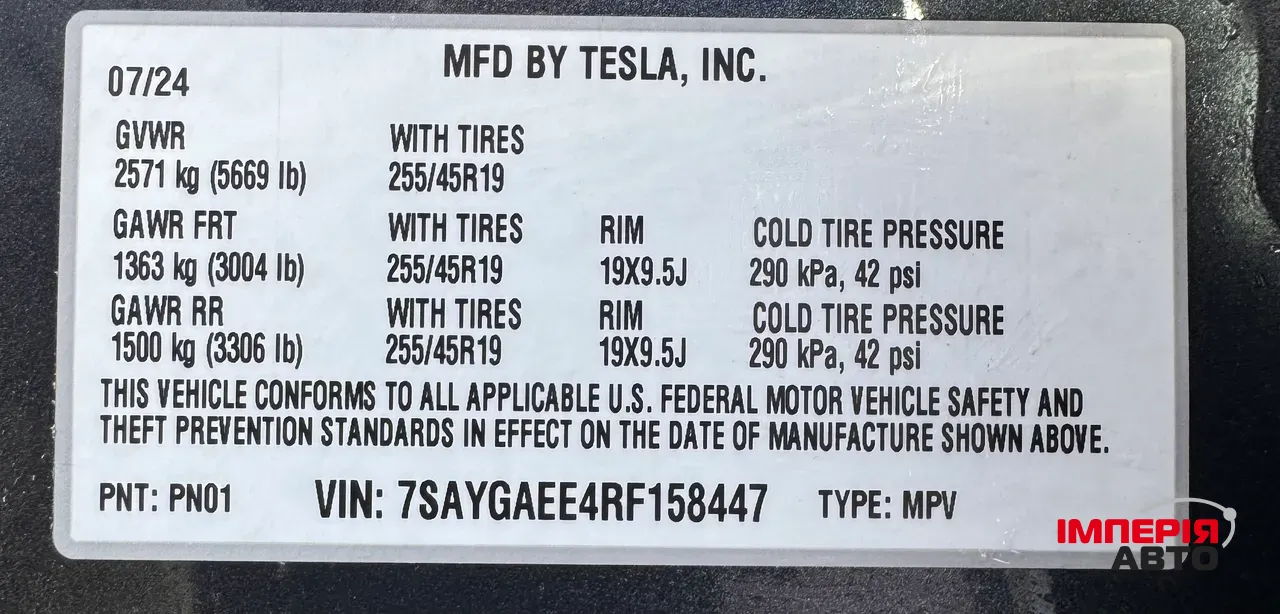 MFD BY TESLA, INC.
07/24
GVWR WITH TIRES
2571 kg (5669 lb) 255/45R19
GAWR FRT WITH TIRES RIM COLD TIRE PRESSURE
1363 kg (3004 lb) 255/45R19 19X9.5J 290 kPa, 42 psi
GAWR RR WITH TIRES RIM COLD TIRE PRESSURE
1500 kg (3306 lb) 255/45R19 19X9.5J 290 kPa, 42 psi
THIS VEHICLE CONFORMS TO ALL APPLICABLE U.S. FEDERAL MOTOR VEHICLE SAFETY AND
THEFT PREVENTION STANDARDS IN EFFECT ON THE DATE OF MANUFACTURE SHOWN ABOVE.
PNT: PN01 VIN: 7SAYGAEE4RF158447 TYPE: MPV
ІМПЕРІЯ
АВТО